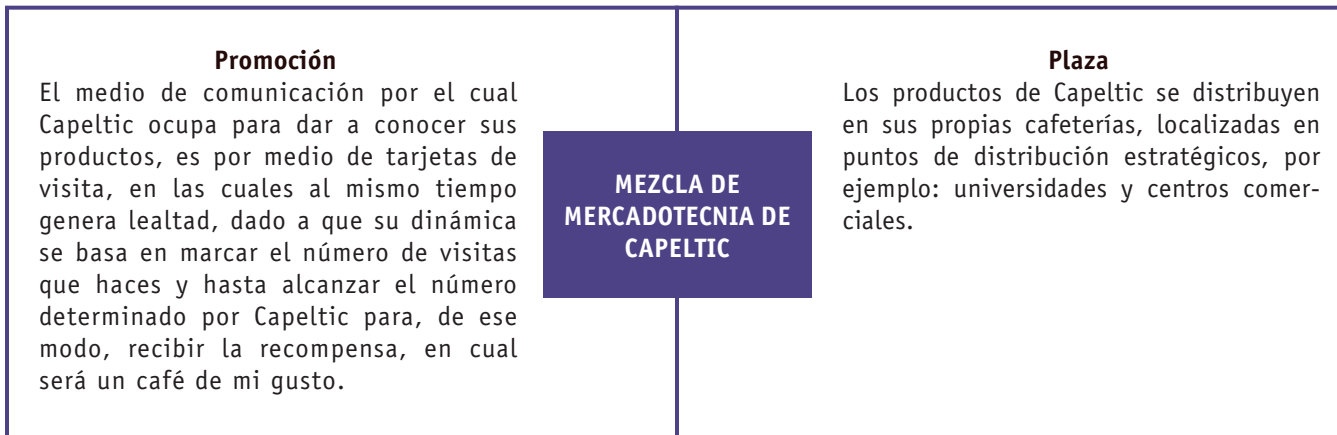 Promoción
El medio de comunicación por el cual
Capeltic ocupa para dar a conocer sus
productos, es por medio de tarjetas de
visita, en las cuales al mismo tiempo
genera lealtad, dado a que su dinámica
se basa en marcar el número de visitas
que haces y hasta alcanzar el número
determinado por Capeltic para, de ese
modo, recibir la recompensa, en cual
será un café de mi gusto.
MEZCLA DE
MERCADOTECNIA DE
CAPELTIC
Plaza
Los productos de Capeltic se distribuyen
en sus propias cafeterías, localizadas en
puntos de distribución estratégicos, por
ejemplo: universidades y centros comer-
ciales.